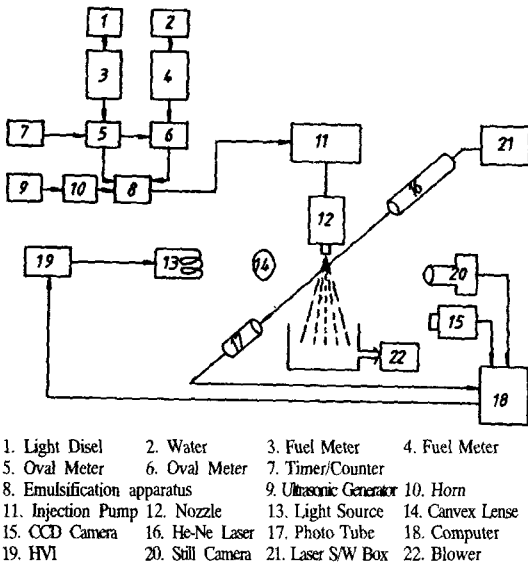 1 2
3 4
7 5 6
11 21
16
9 10 8
12
19 13 14 20
17 15
22 18
1. Light Disel 2. Water 3. Fuel Meter 4. Fuel Meter
5. Oval Meter 6. Oval Meter 7. Timer/Counter
8. Emulsification apparatus 9. Ultrasonic Generator 10. Horn
11. Injection Pump 12. Nozzle 13. Light Source 14. Canvex Lense
15. CCD Camera 16. He-Ne Laser 17. Photo Tube 18. Computer
19. HVI 20. Still Camera 21. Laser S/W Box 22. Blower